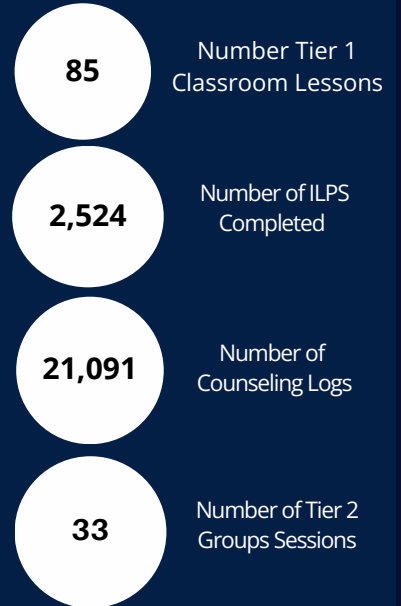 85
Number Tier 1
Classroom Lessons
2,524
Number of ILPS
Completed
21,091
Number of
Counseling Logs
33
Number of Tier 2
Groups Sessions